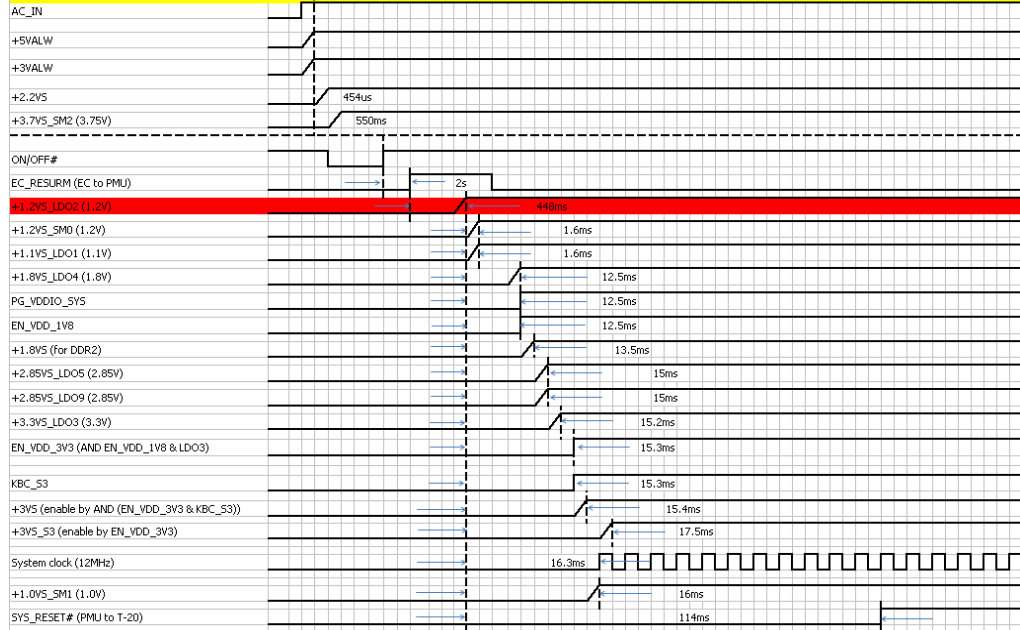 AC_IN
+5VALW
+3VALW
+2.2VS 454us
+3.7VS_SM2 (3.75V) 550ms
ON/OFF#
EC_RESURM (EC to PMU) 2s
+1.2VS_LDO2 (1.2V) 448ms
+1.2VS_SM0 (1.2V) 1.6ms
+1.1VS_LDO1 (1.1V) 1.6ms
+1.8VS_LDO4 (1.8V) 12.5ms
PG_VDDIO_SYS 12.5ms
EN_VDD_1V8 12.5ms
+1.8VS (for DDR2) 13.5ms
+2.85VS_LDO5 (2.85V) 15ms
+2.85VS_LDO9 (2.85V) 15ms
+3.3VS_LDO3 (3.3V) 15.2ms
EN_VDD_3V3 (AND EN_VDD_1V8 & LDO3) 15.3ms
KBC_S3 15.3ms
+3VS (enable by AND (EN_VDD_3V3 & KBC_S3)) 15.4ms
+3VS_S3 (enable by EN_VDD_3V3) 17.5ms
System clock (12MHz) 16.3ms
+1.0VS_SM1 (1.0V) 16ms
SYS_RESET# (PMU to T-20) 114ms